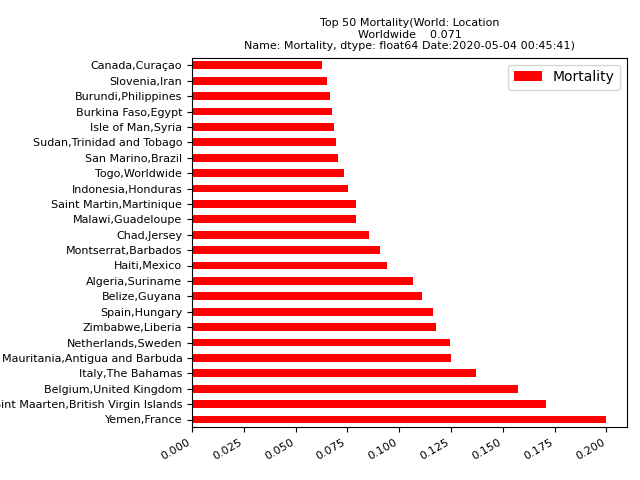 Top 50 Mortality(World: Location
Worldwide 0.071
Name: Mortality, dtype: float64 Date:2020-05-04 00:45:41)
Mortality
Canada,Curaçao
Slovenia,Iran
Burundi,Philippines
Burkina Faso,Egypt
Isle of Man,Syria
Sudan,Trinidad and Tobago
San Marino,Brazil
Togo,Worldwide
Indonesia,Honduras
Saint Martin,Martinique
Malawi,Guadeloupe
Chad,Jersey
Montserrat,Barbados
Haiti,Mexico
Algeria,Suriname
Belize,Guyana
Spain,Hungary
Zimbabwe,Liberia
Netherlands,Sweden
Mauritania,Antigua and Barbuda
Italy,The Bahamas
Belgium,United Kingdom
Maarten,British Virgin Islands
Yemen,France
0.000 0.025 0.050 0.075 0.100 0.125 0.150 0.175 0.200